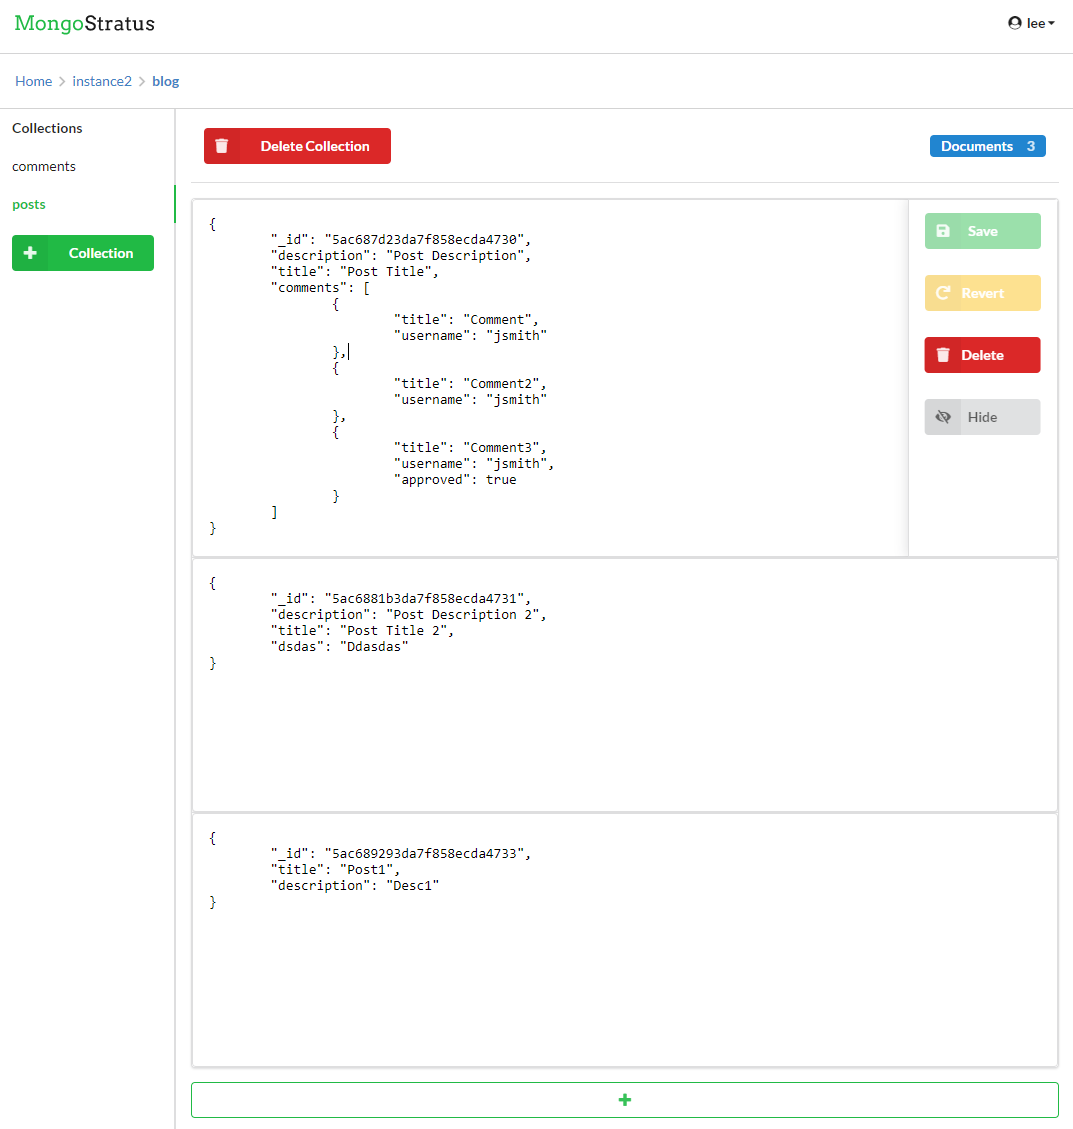 MongoStratus
lee
Home
instance2
blog
Collections
comments
posts
Collection
Delete Collection
Documents 3
{
"_id": "5ac687d23da7f858ecda4730",
"description": "Post Description",
"title": "Post Title",
"comments": [
{
"title": "Comment",
"username": "jsmith"
},
{
"title": "Comment2",
"username": "jsmith"
},
{
"title": "Comment3",
"username": "jsmith",
"approved": true
}
]
}
Save
Revert
Delete
Hide
{
"_id": "5ac6881b3da7f858ecda4731",
"description": "Post Description 2",
"title": "Post Title 2",
"dsdas": "Ddasdas"
}
{
"_id": "5ac689293da7f858ecda4733",
"title": "Post1",
"description": "Desc1"
}